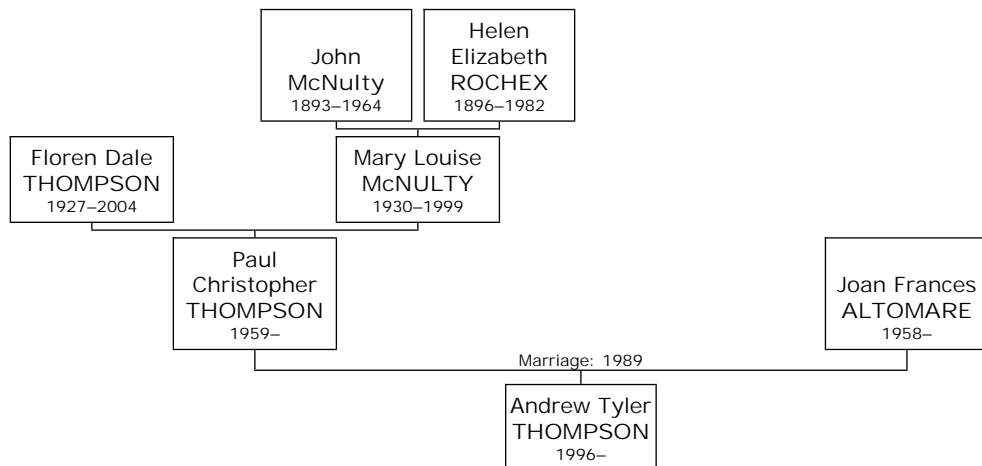 John
McNulty
1893–1964
Helen
Elizabeth
ROCHEX
1896–1982
Floren Dale
THOMPSON
1927–2004
Mary Louise
McNULTY
1930–1999
Paul
Christopher
THOMPSON
1959–
Joan Frances
ALTOMARE
1958–
Marriage: 1989
Andrew Tyler
THOMPSON
1996–